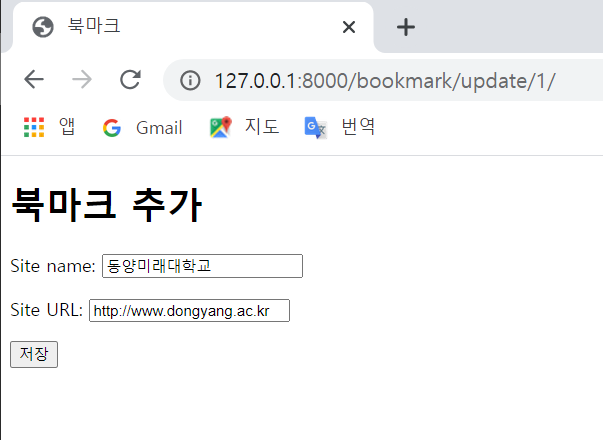 북마크
127.0.0.1:8000/bookmark/update/1/
앱 Gmail 지도 번역
북마크 추가
Site name: 동양미래대학교
Site URL: http://www.dongyang.ac.kr
저장